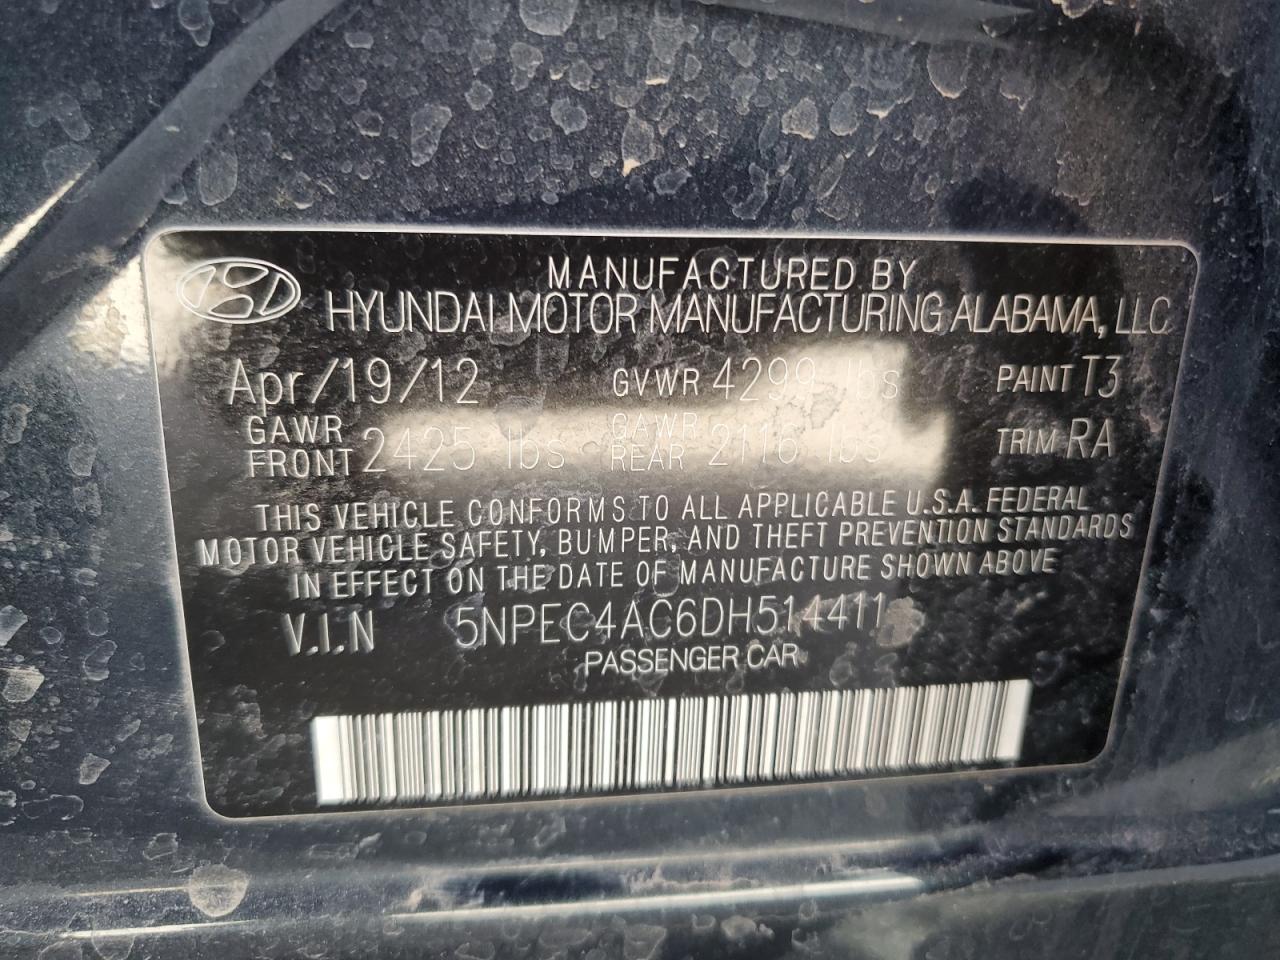 MANUFACTURED BY
HYUNDAI MOTOR MANUFACTURING ALABAMA, LLC
Apr/19/12 GVWR 4299 lbs PAINT T3
GAWR FRONT 2425 lbs GAWR REAR 2116 lbs TRIM RA
THIS VEHICLE CONFORMS TO ALL APPLICABLE U.S.A. FEDERAL
MOTOR VEHICLE SAFETY, BUMPER, AND THEFT PREVENTION STANDARDS
IN EFFECT ON THE DATE OF MANUFACTURE SHOWN ABOVE
V.I.N 5NPEC4AC6DH514411
PASSENGER CAR